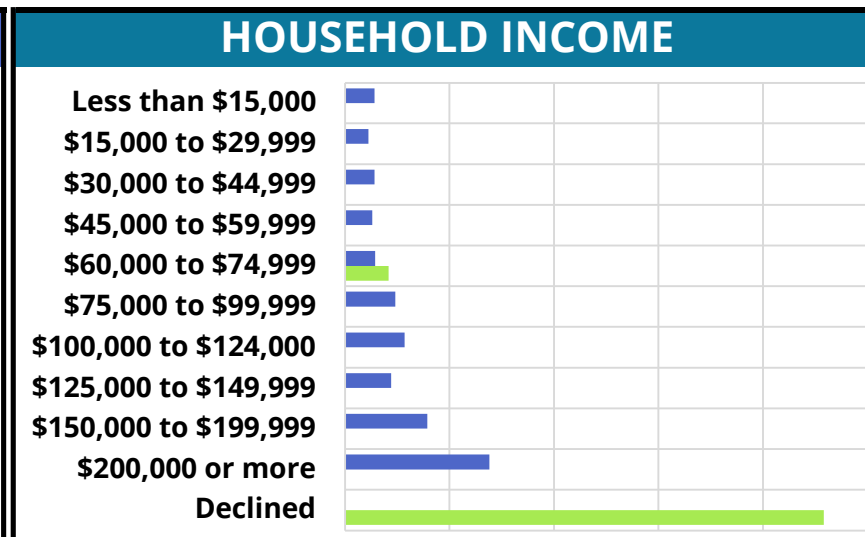 HOUSEHOLD INCOME
Less than $15,000
$15,000 to $29,999
$30,000 to $44,999
$45,000 to $59,999
$60,000 to $74,999
$75,000 to $99,999
$100,000 to $124,000
$125,000 to $149,999
$150,000 to $199,999
$200,000 or more
Declined